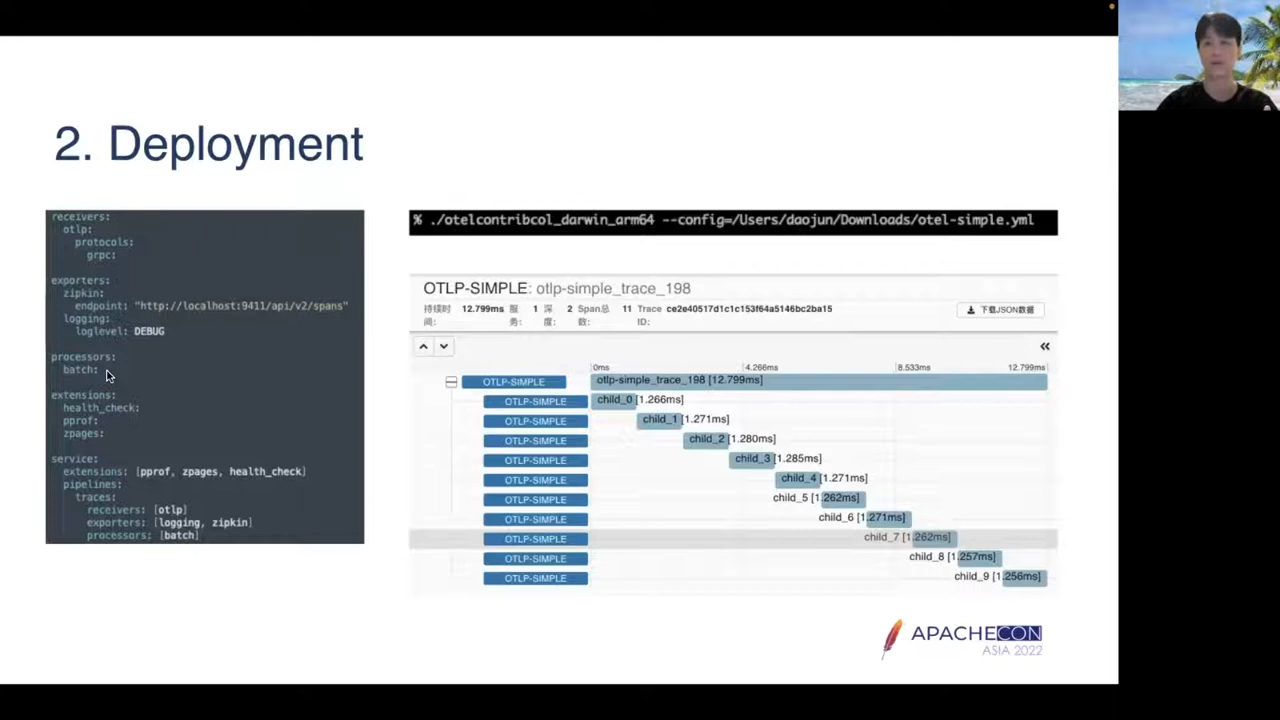 2. Deployment
receivers:
otlp:
protocols:
grpc:
exporters:
zipkin:
endpoint: "http://localhost:9411/api/v2/spans"
logging:
loglevel: DEBUG
processors:
batch:
extensions:
health_check:
pprof:
zpages:
service:
extensions: [pprof, zpages, health_check]
pipelines:
traces:
receivers: [otlp]
exporters: [logging, zipkin]
processors: [batch]
% ./otelcontribcol_darwin_arm64 --config=/Users/daojun/Downloads/otel-simple.yml
OTLP-SIMPLE: otlp-simple_trace_198
持续时间: 12.799ms 服务: 1 深度: 2 Span总数: 11 Trace ID: ce2e40517d1c1c153f64a5146bc2ba15
下载JSON数据
0ms 4.266ms 8.533ms 12.799ms
OTLP-SIMPLE otlp-simple_trace_198 [12.799ms]
OTLP-SIMPLE child_0 [1.266ms]
OTLP-SIMPLE child_1 [1.271ms]
OTLP-SIMPLE child_2 [1.280ms]
OTLP-SIMPLE child_3 [1.285ms]
OTLP-SIMPLE child_4 [1.271ms]
OTLP-SIMPLE child_5 [1.262ms]
OTLP-SIMPLE child_6 [1.271ms]
OTLP-SIMPLE child_7 [1.262ms]
OTLP-SIMPLE child_8 [1.257ms]
OTLP-SIMPLE child_9 [1.256ms]
APACHECON
ASIA 2022